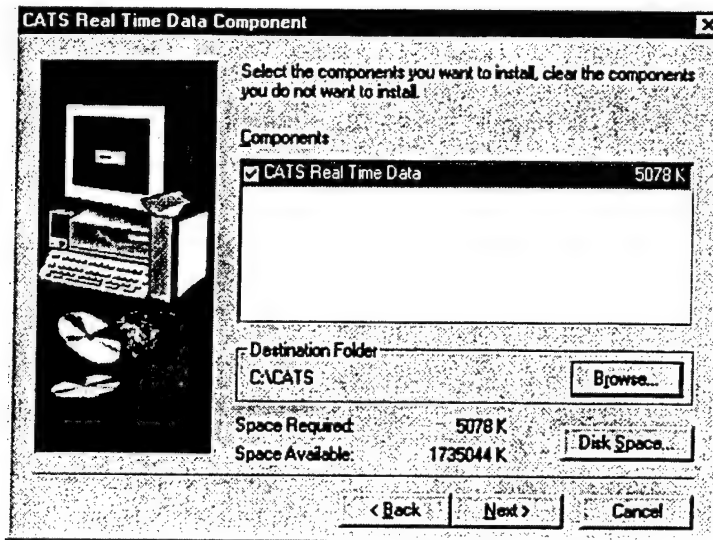 CATS Real Time Data Component
Select the components you want to install, clear the components
you do not want to install.
Components
CATS Real Time Data 5078 K
Destination Folder
C:\CATS
Browse...
Space Required: 5078 K
Space Available: 1735044 K
Disk Space...
< Back
Next >
Cancel